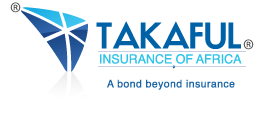 ®
TAKAFUL®
INSURANCE OF AFRICA
A bond beyond insurance